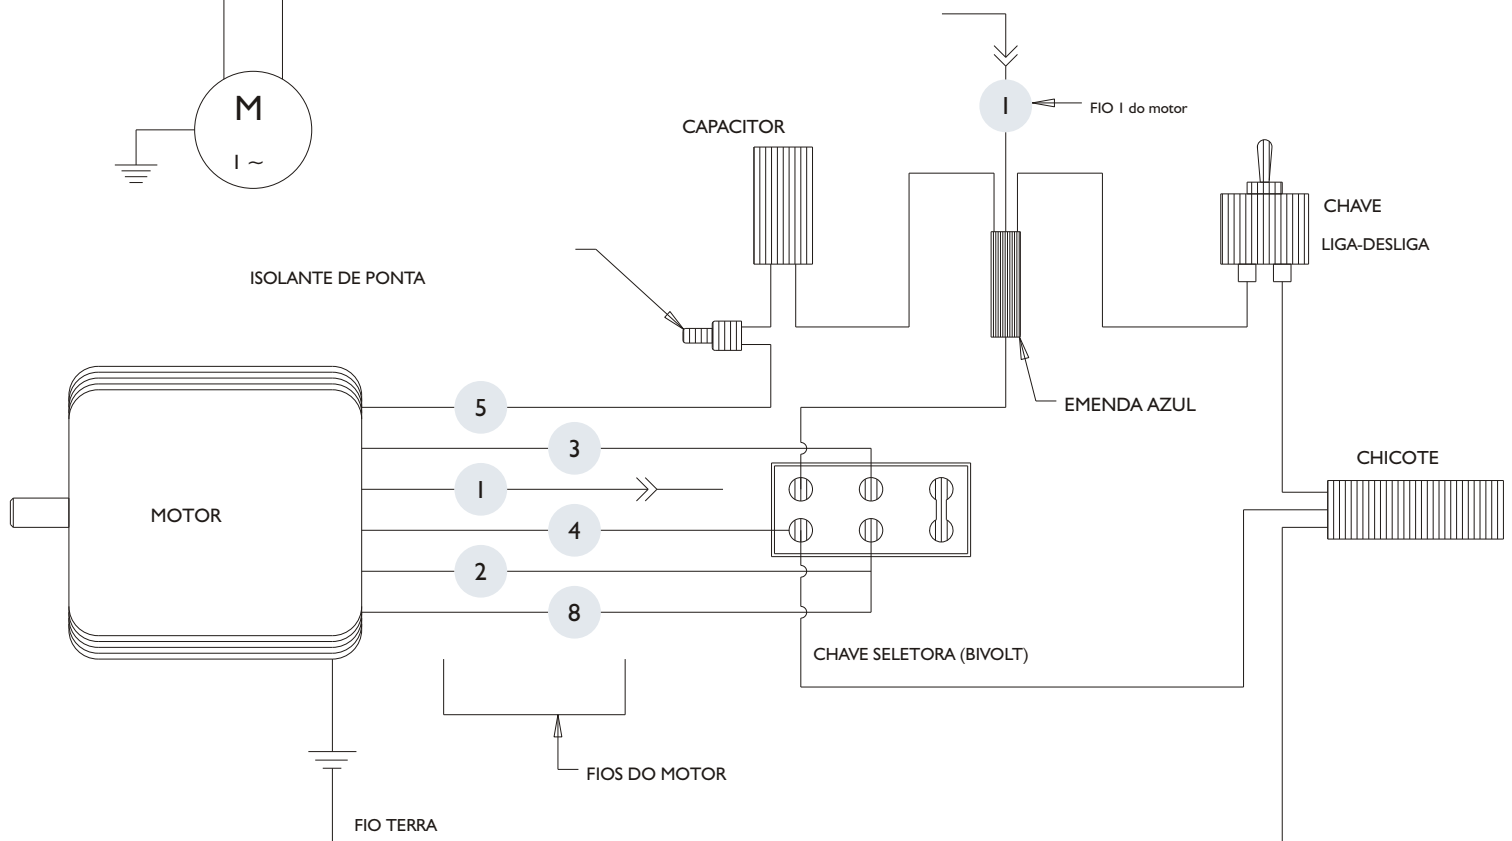 M
1 ~
CAPACITOR
1
FIO 1 do motor
CHAVE
LIGA-DESLIGA
ISOLANTE DE PONTA
EMENDA AZUL
5
3
1
4
2
8
MOTOR
CHICOTE
CHAVE SELETORA (BIVOLT)
FIOS DO MOTOR
FIO TERRA